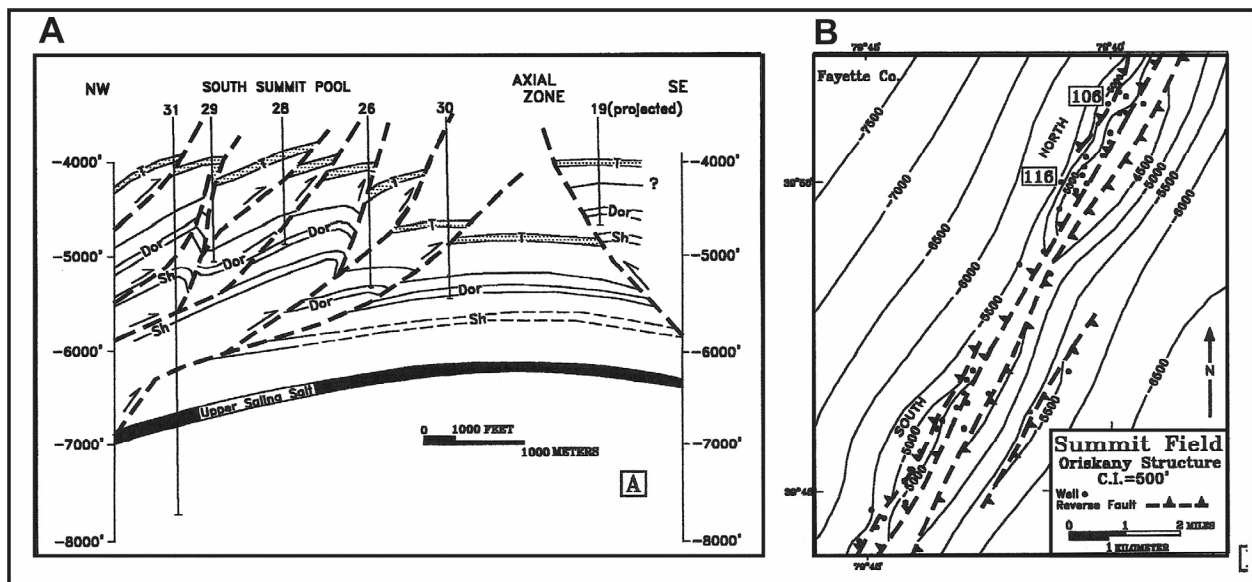 A
NW
SOUTH SUMMIT POOL
AXIAL
ZONE
SE
31
29
28
26
30
19(projected)
-4000'
-5000'
-6000'
-7000'
-8000'
-4000'
-5000'
-6000'
-7000'
-8000'
T
T
T
T
T
T
T
?
Dor
Dor
Dor
Dor
Dor
Dor
Sh
Sh
Sh
Sh
Upper Salina Salt
0 1000 FEET
1000 METERS
A
B
79°45'
79°40'
Fayette Co.
106
116
NORTH
SOUTH
39°50'
39°45'
-7500
-7000
-6500
-6000
-5500
-5000
-5000
-5000
-4500
-5000
-5500
-6000
-5500
-6500
N
Summit Field
Oriskany Structure
C.I.=500'
Well
Reverse Fault
0 1 2 MILES
1 KILOMETER
79°45'